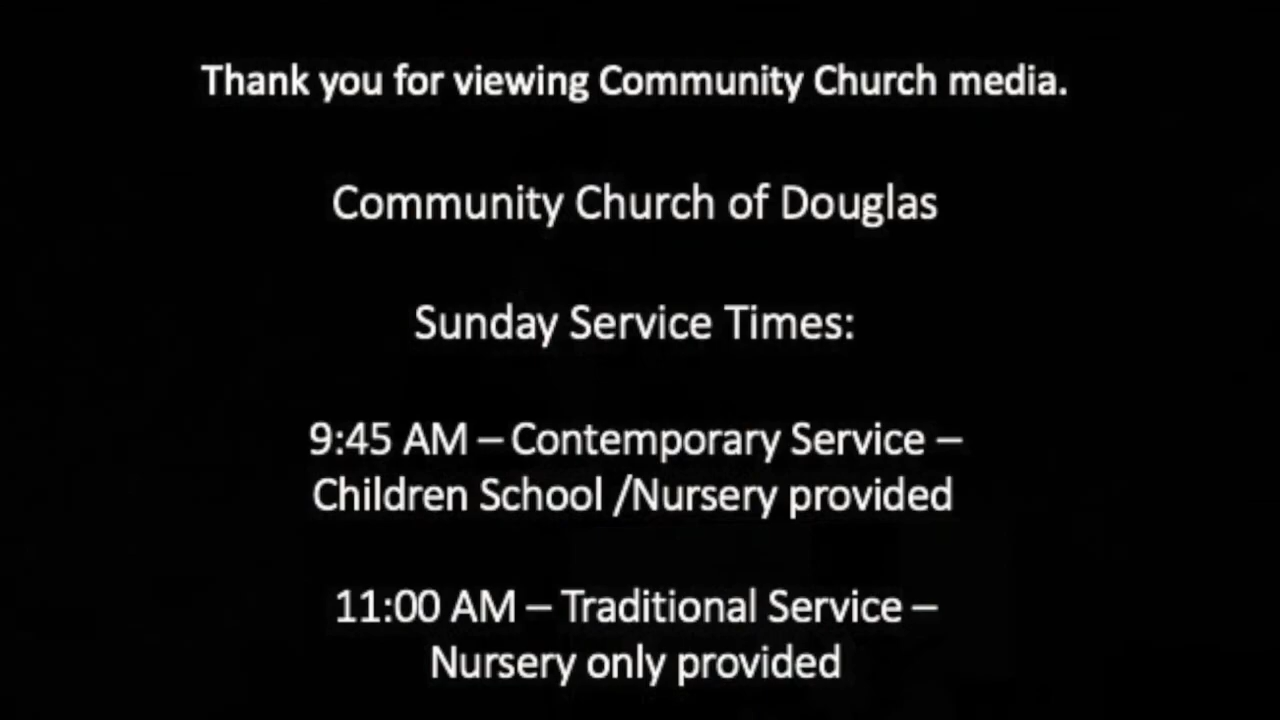 Thank you for viewing Community Church media.
Community Church of Douglas
Sunday Service Times:
9:45 AM – Contemporary Service –
Children School /Nursery provided
11:00 AM – Traditional Service –
Nursery only provided